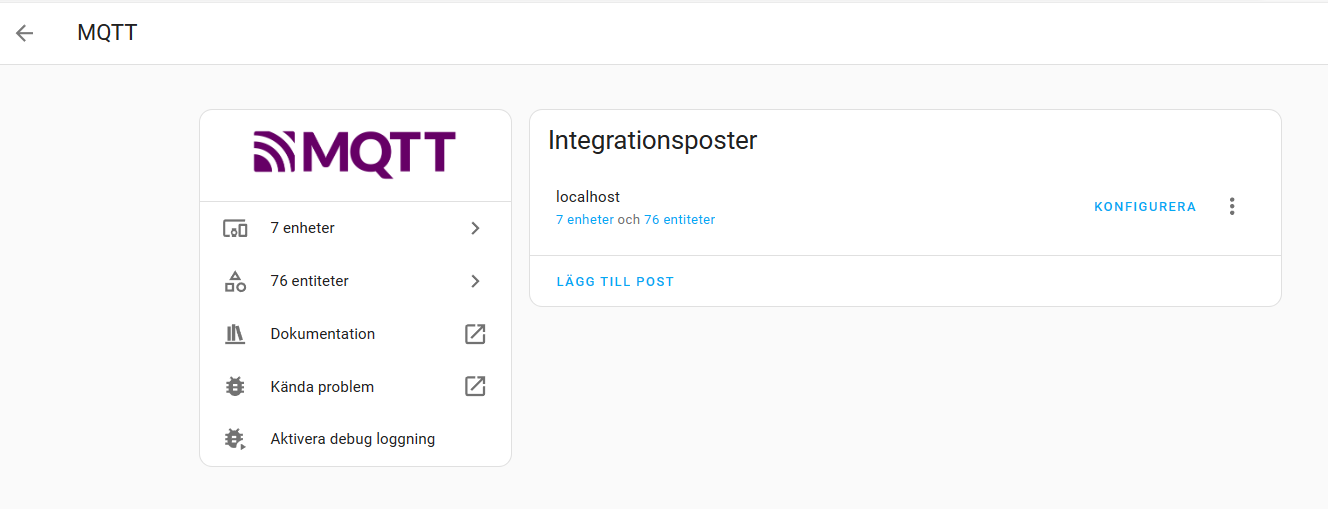 MQTT
MQTT
7 enheter
76 entiteter
Dokumentation
Kända problem
Aktivera debug loggning
Integrationsposter
localhost
7 enheter och 76 entiteter
KONFIGURERA
LÄGG TILL POST